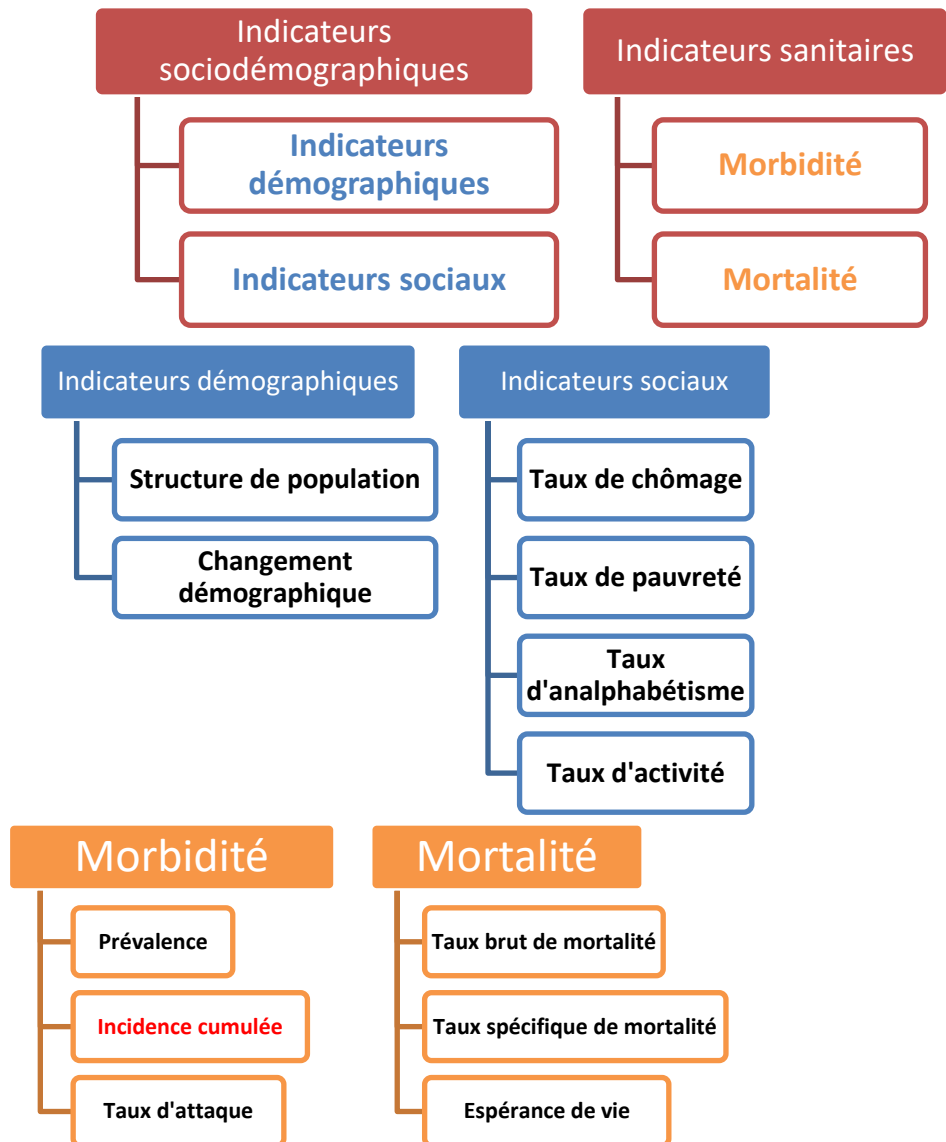 Indicateurs
sociodémographiques
Indicateurs
démographiques
Indicateurs sociaux
Indicateurs sanitaires
Morbidité
Mortalité
Indicateurs démographiques
Structure de population
Changement
démographique
Indicateurs sociaux
Taux de chômage
Taux de pauvreté
Taux
d'analphabétisme
Taux d'activité
Morbidité
Prévalence
Incidence cumulée
Taux d'attaque
Mortalité
Taux brut de mortalité
Taux spécifique de mortalité
Espérance de vie